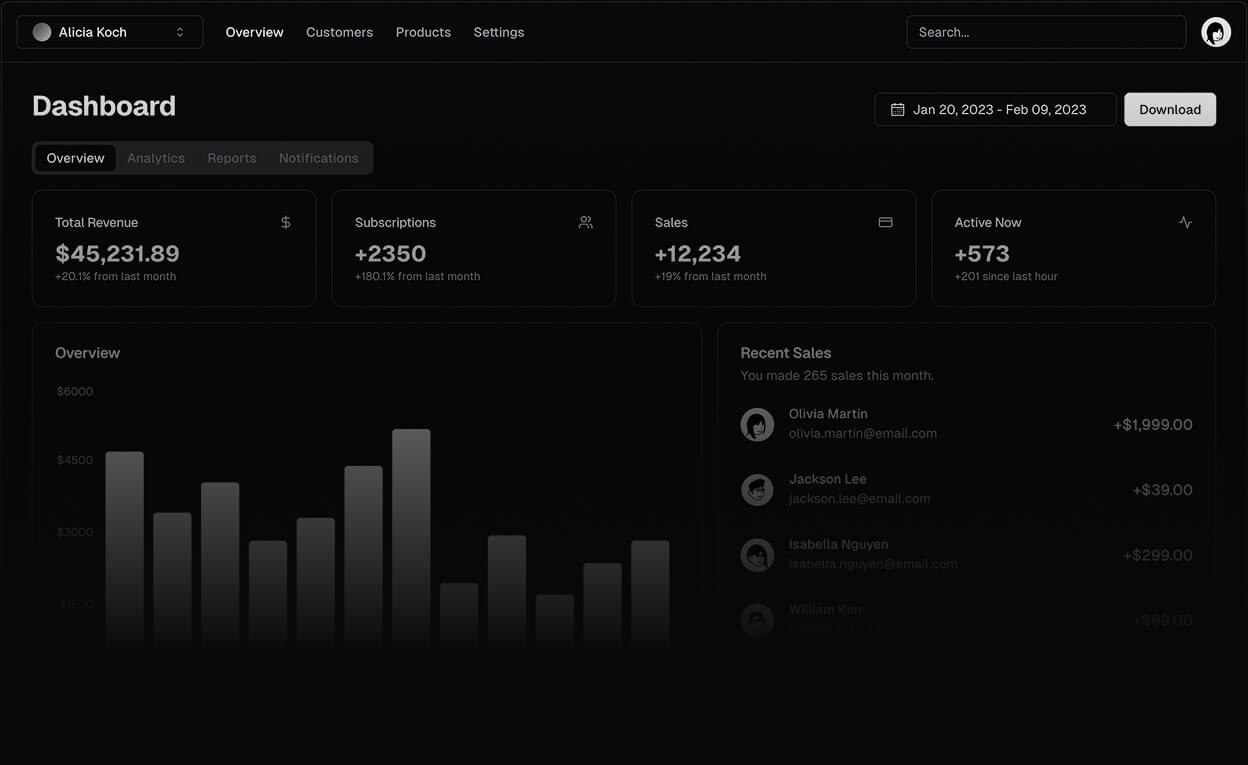 Alicia Koch
Overview
Customers
Products
Settings
Search...
Dashboard
Jan 20, 2023 - Feb 09, 2023
Download
Overview
Analytics
Reports
Notifications
Total Revenue
$45,231.89
+20.1% from last month
Subscriptions
+2350
+180.1% from last month
Sales
+12,234
+19% from last month
Active Now
+573
+201 since last hour
Overview
$6000
$4500
$3000
$1500
Recent Sales
You made 265 sales this month.
Olivia Martin
olivia.martin@email.com
+$1,999.00
Jackson Lee
jackson.lee@email.com
+$39.00
Isabella Nguyen
isabella.nguyen@email.com
+$299.00
William Kim
+$99.00